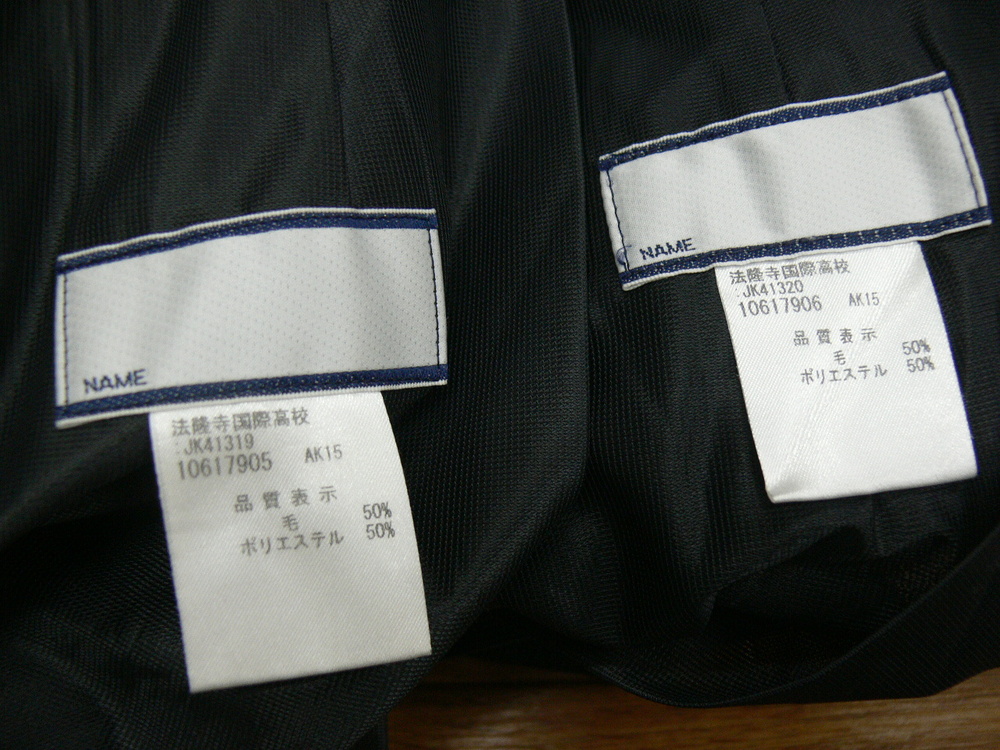 NAME
法隆寺国際高校
:JK41319
10617905 AK15
品質表示
毛 50%
ポリエステル 50%
NAME
法隆寺国際高校
:JK41320
10617906 AK15
品質表示
毛 50%
ポリエステル 50%